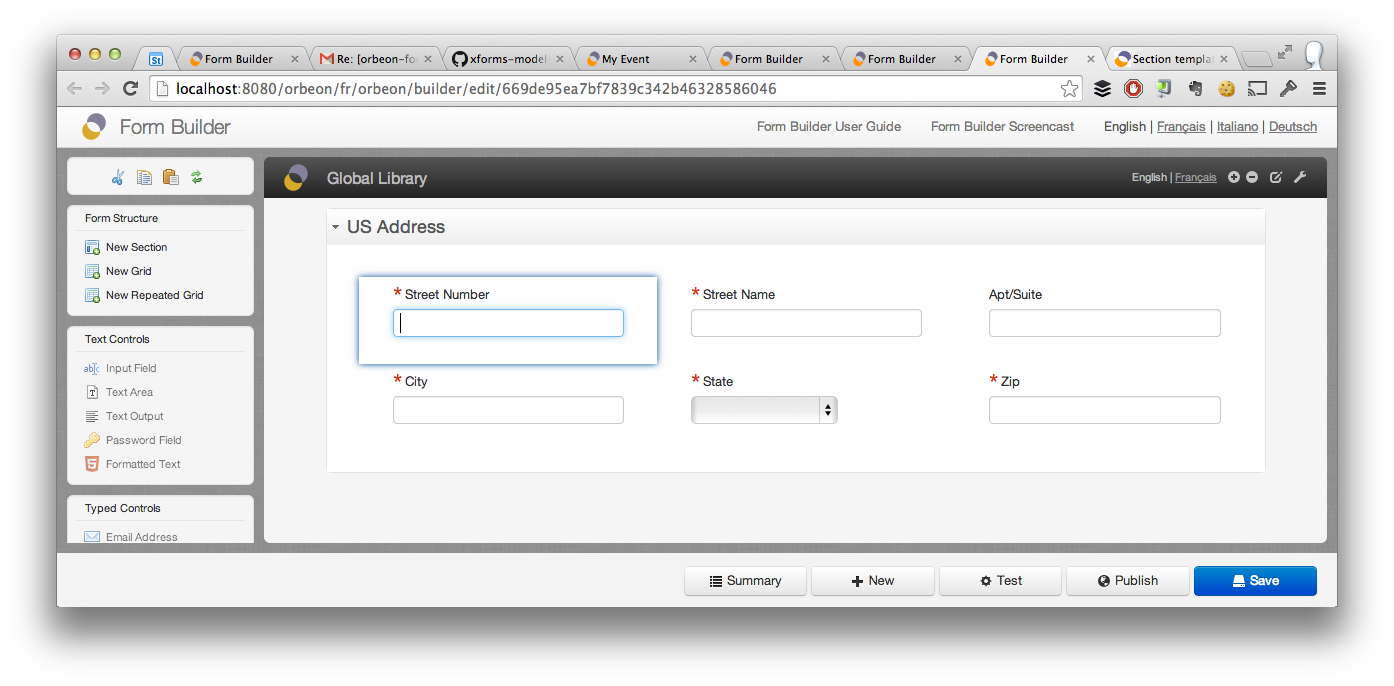 St Form Builder × Re: [orbeon-fo × xforms-model × My Event × Form Builder × Form Builder × Form Builder × Section templat ×
localhost:8080/orbeon/fr/orbeon/builder/edit/669de95ea7bf7839c342b46328586046
Form Builder Form Builder User Guide Form Builder Screencast English | Français | Italiano | Deutsch
Global Library English | Français
Form Structure
New Section
New Grid
New Repeated Grid
Text Controls
ab Input Field
T Text Area
Text Output
Password Field
5 Formatted Text
Typed Controls
Email Address
US Address
* Street Number * Street Name Apt/Suite
* City * State * Zip
Summary New Test Publish Save